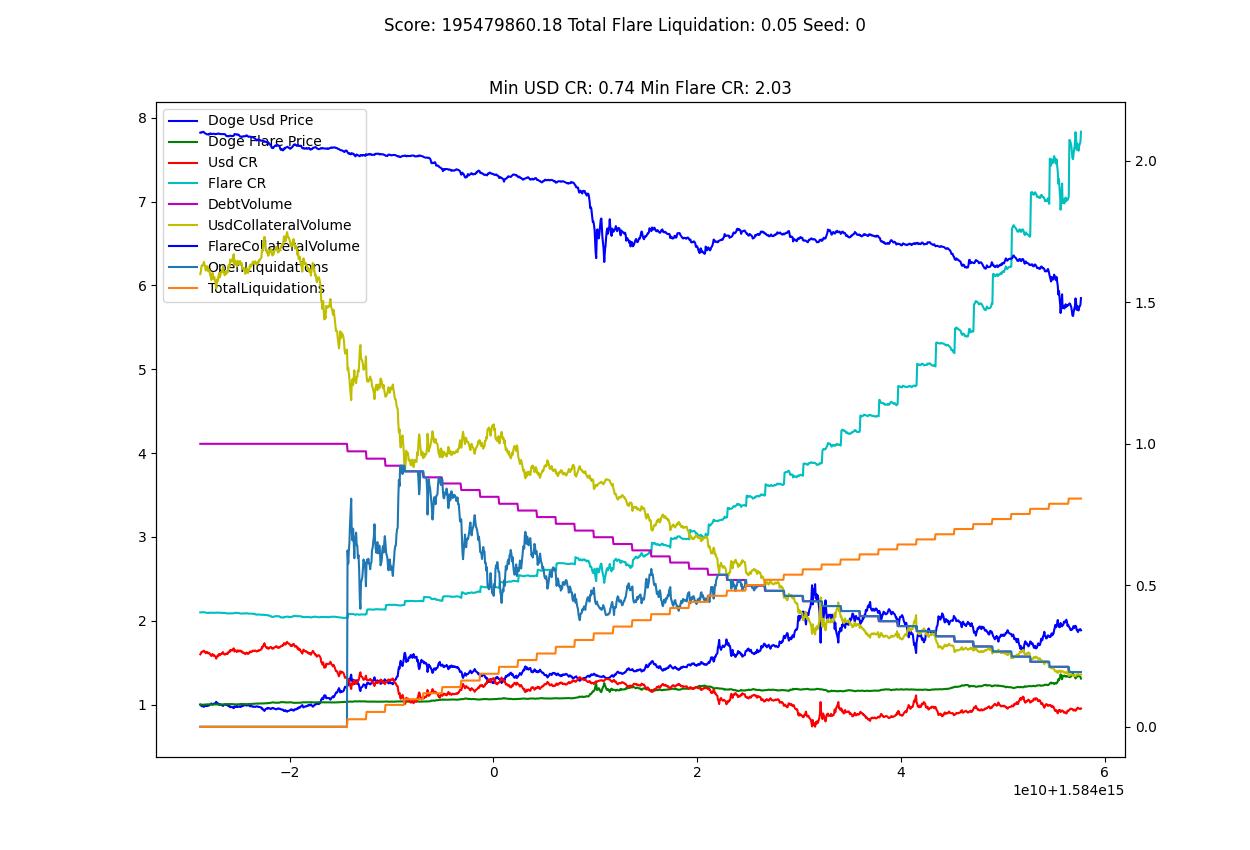 Score: 195479860.18 Total Flare Liquidation: 0.05 Seed: 0
Min USD CR: 0.74 Min Flare CR: 2.03
Doge Usd Price
Doge Flare Price
Usd CR
Flare CR
DebtVolume
UsdCollateralVolume
FlareCollateralVolume
OpenLiquidations
TotalLiquidations
8
7
6
5
4
3
2
1
2.0
1.5
1.0
0.5
0.0
−2
0
2
4
6
1e10+1.584e15